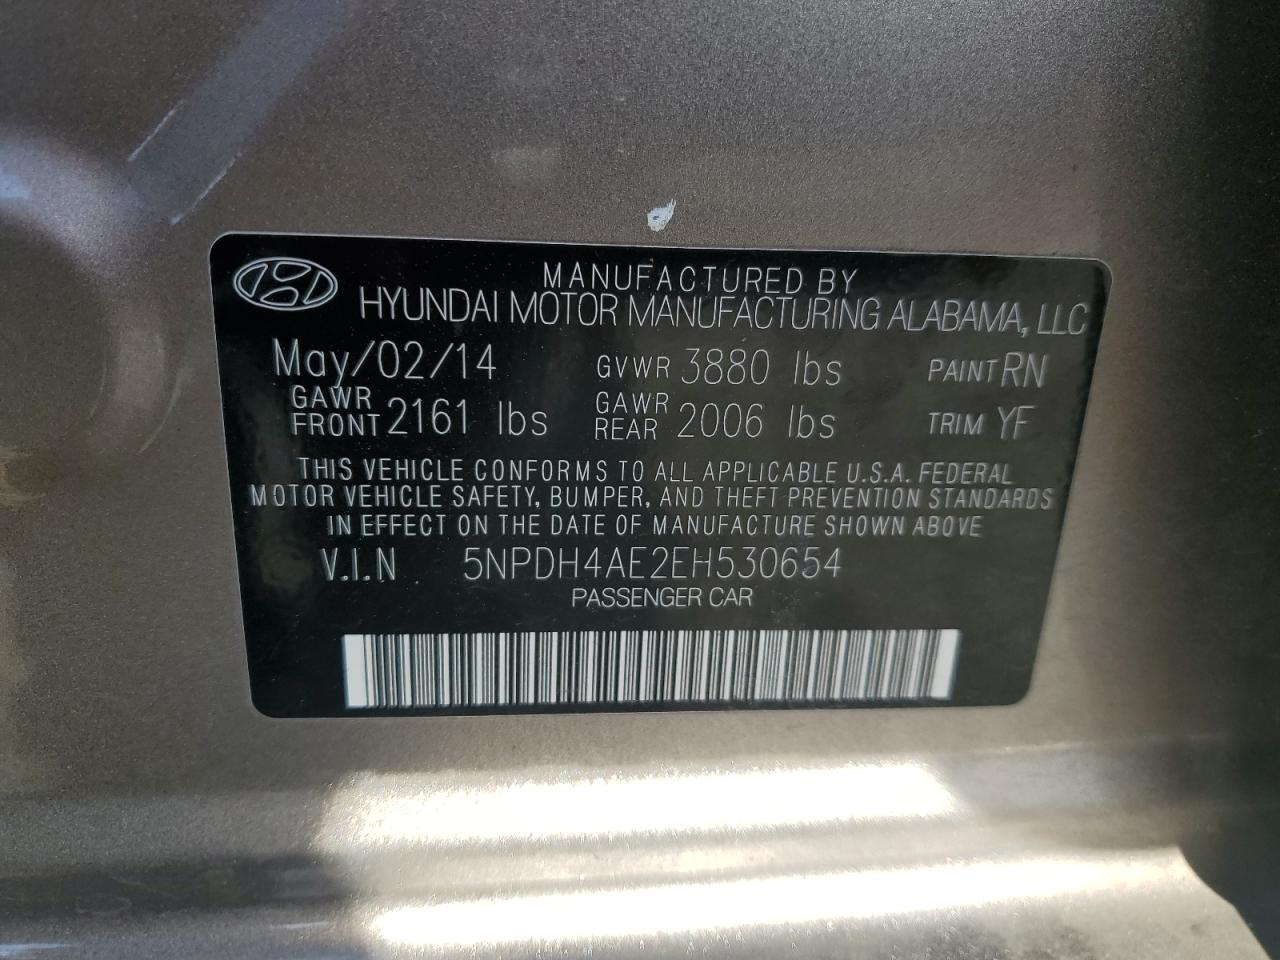 MANUFACTURED BY
HYUNDAI MOTOR MANUFACTURING ALABAMA, LLC
May/02/14 GVWR 3880 lbs PAINT RN
GAWR FRONT 2161 lbs GAWR REAR 2006 lbs TRIM YF
THIS VEHICLE CONFORMS TO ALL APPLICABLE U.S.A. FEDERAL
MOTOR VEHICLE SAFETY, BUMPER, AND THEFT PREVENTION STANDARDS
IN EFFECT ON THE DATE OF MANUFACTURE SHOWN ABOVE
V.I.N 5NPDH4AE2EH530654
PASSENGER CAR